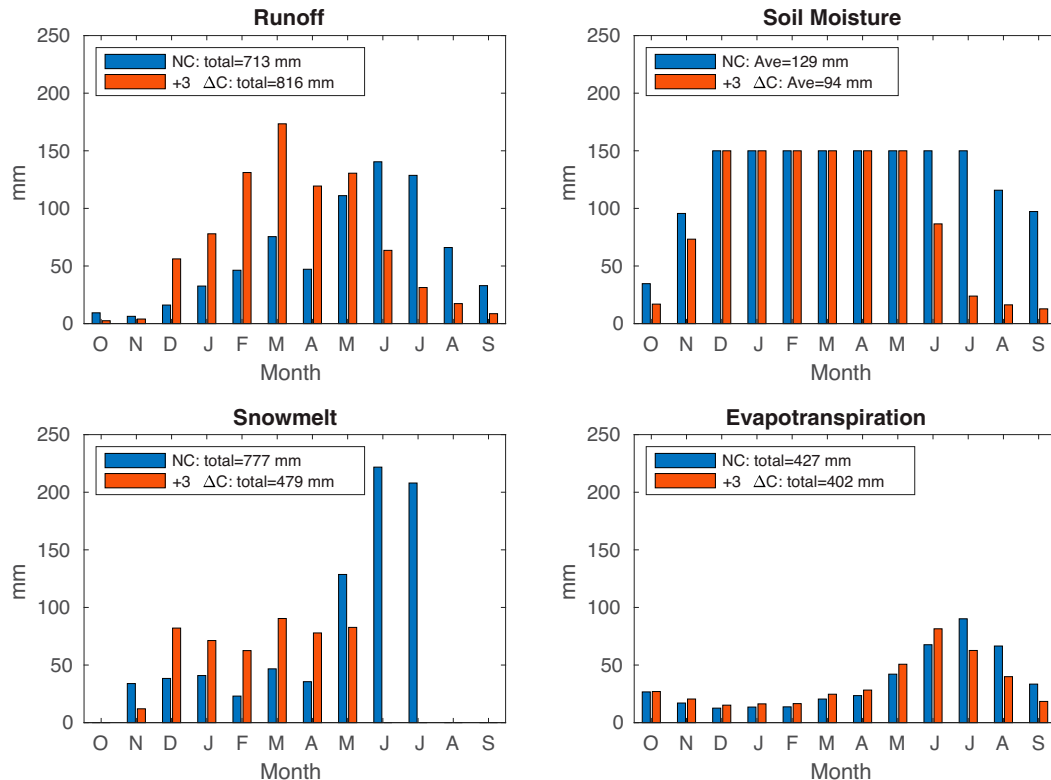 Runoff
250
200
150
100
50
0
mm
NC: total=713 mm
+3 ΔC: total=816 mm
O N D J F M A M J J A S
Month
Soil Moisture
250
200
150
100
50
0
mm
NC: Ave=129 mm
+3 ΔC: Ave=94 mm
O N D J F M A M J J A S
Month
Snowmelt
250
200
150
100
50
0
mm
NC: total=777 mm
+3 ΔC: total=479 mm
O N D J F M A M J J A S
Month
Evapotranspiration
250
200
150
100
50
0
mm
NC: total=427 mm
+3 ΔC: total=402 mm
O N D J F M A M J J A S
Month